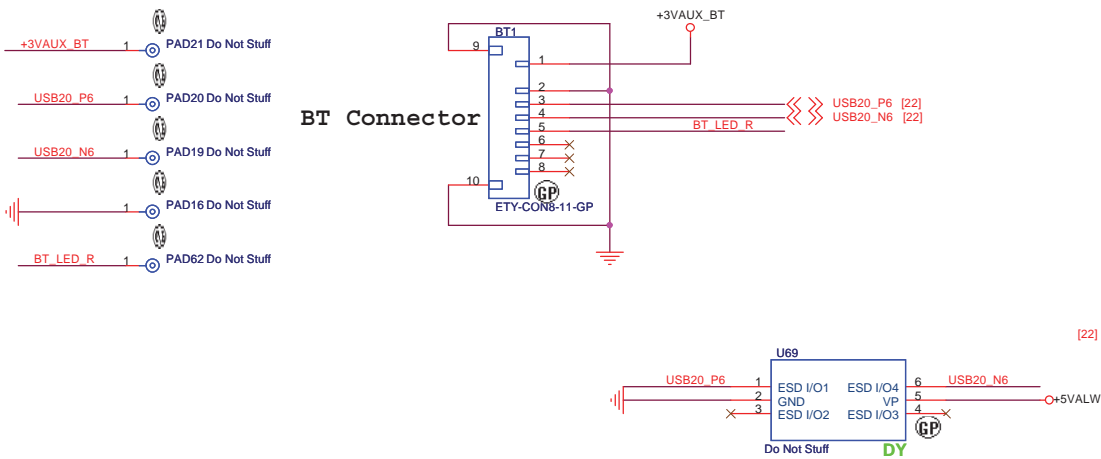 +3VAUX_BT 1 PAD21 Do Not Stuff
USB20_P6 1 PAD20 Do Not Stuff
USB20_N6 1 PAD19 Do Not Stuff
1 PAD16 Do Not Stuff
BT_LED_R 1 PAD62 Do Not Stuff
BT Connector
+3VAUX_BT
BT1
9
1
2
3 USB20_P6 [22]
4 USB20_N6 [22]
5 BT_LED_R
6
7
8
10
GP
ETY-CON8-11-GP
[22]
U69
USB20_P6 1 ESD I/O1 ESD I/O4 6 USB20_N6
2 GND VP 5 +5VALW
3 ESD I/O2 ESD I/O3 4
GP
Do Not Stuff DY